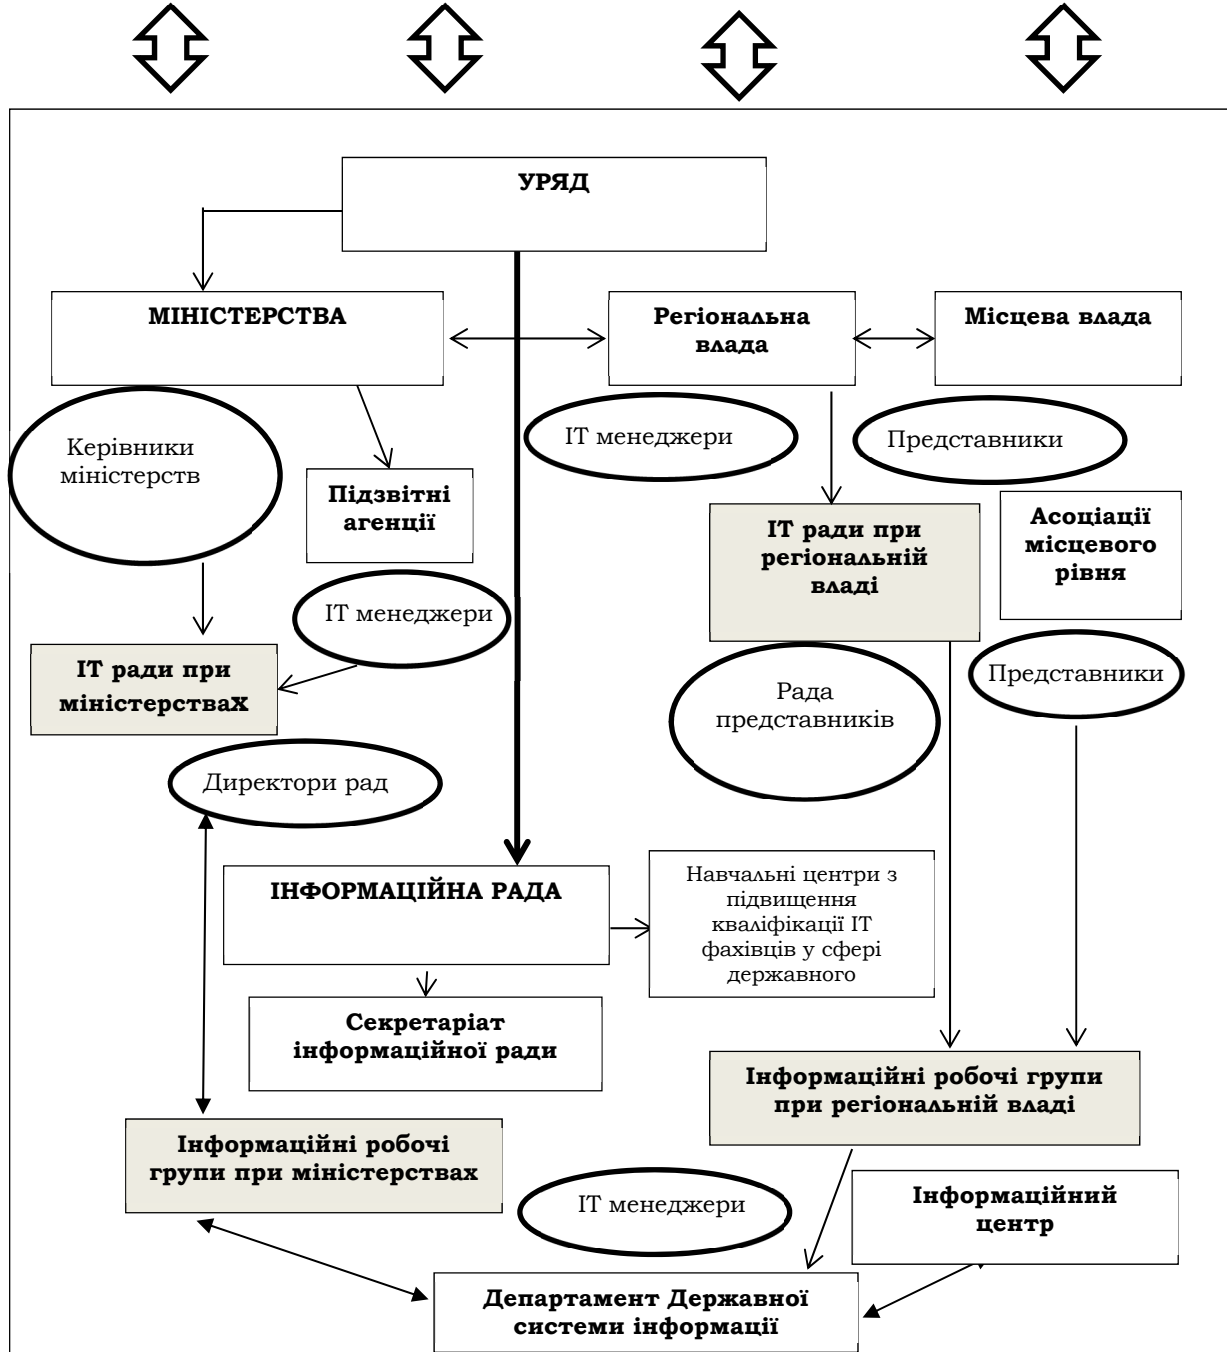 УРЯД
МІНІСТЕРСТВА
Регіональна
влада
Місцева влада
Керівники
міністерств
ІТ менеджери
Представники
Підзвітні
агенції
ІТ ради при
регіональній
владі
Асоціації
місцевого
рівня
ІТ менеджери
ІТ ради при
міністерствах
Рада
представників
Представники
Директори рад
ІНФОРМАЦІЙНА РАДА
Навчальні центри з
підвищення
кваліфікації ІТ
фахівців у сфері
державного
Секретаріат
інформаційної ради
Інформаційні робочі групи
при регіональній владі
Інформаційні робочі
групи при міністерствах
ІТ менеджери
Інформаційний
центр
Департамент Державної
системи інформації